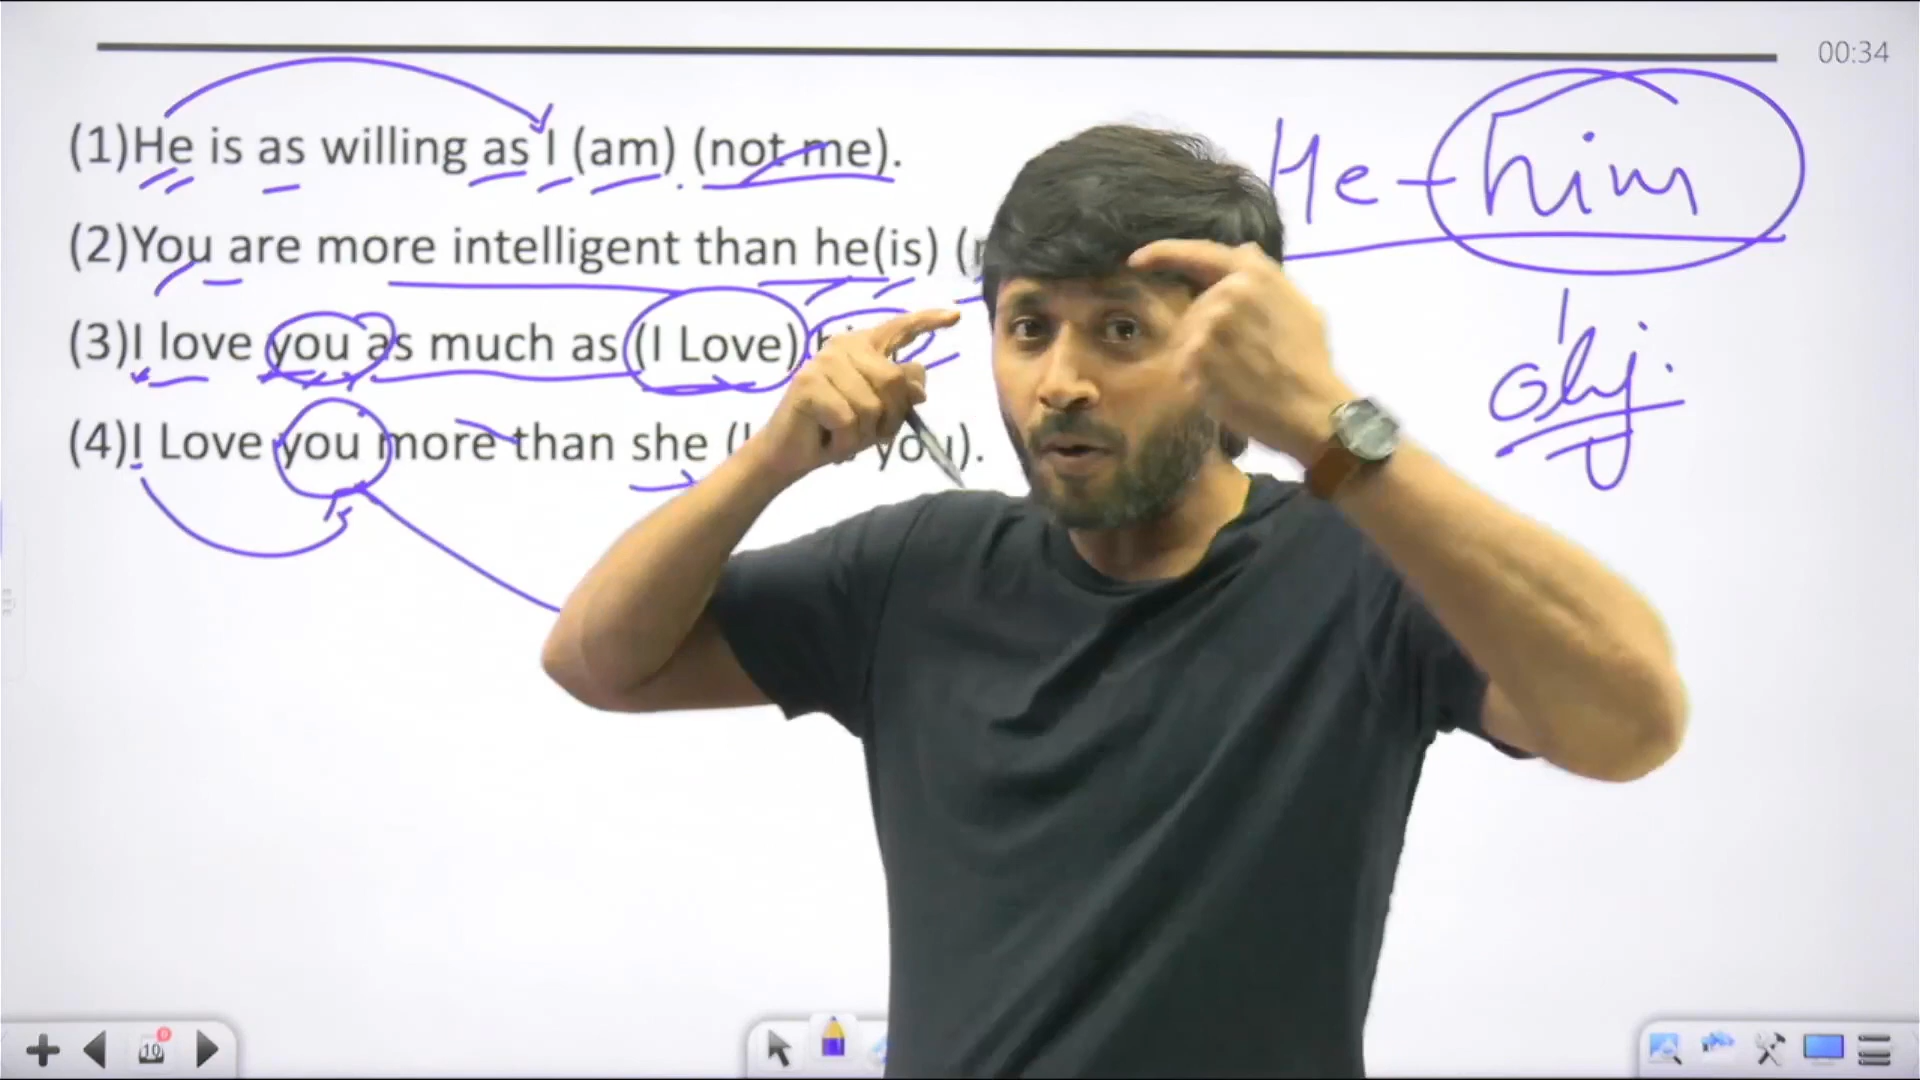 00:34
(1)He is as willing as I (am) (not me).
He - him
(2)You are more intelligent than he(is) (
(3)I love you as much as (I Love)
obj.
(4)I Love you more than she ( you).
10